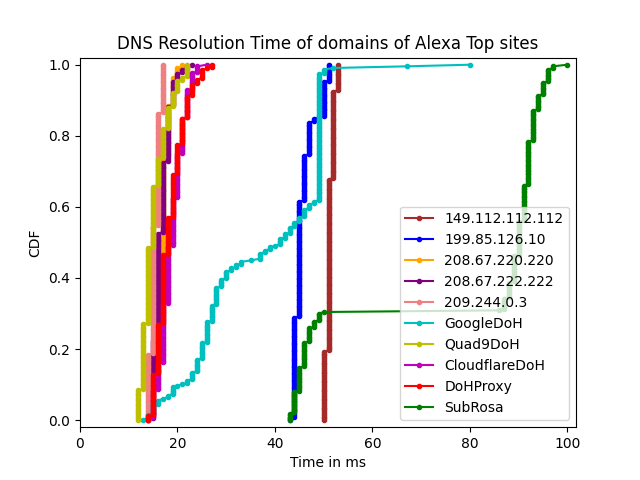 DNS Resolution Time of domains of Alexa Top sites
1.0
0.8
0.6
0.4
0.2
0.0
CDF
0
20
40
60
80
100
Time in ms
149.112.112.112
199.85.126.10
208.67.220.220
208.67.222.222
209.244.0.3
GoogleDoH
Quad9DoH
CloudflareDoH
DoHProxy
SubRosa